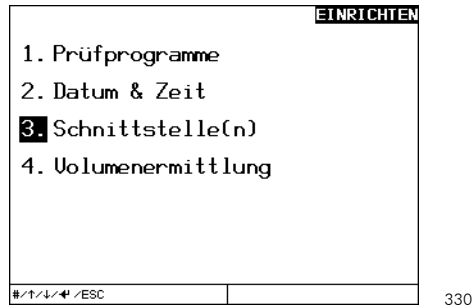 EINRICHTEN
1. Prüfprogramme
2. Datum & Zeit
3. Schnittstelle(n)
4. Volumenermittlung
#/↑/↓/↵ /ESC
330